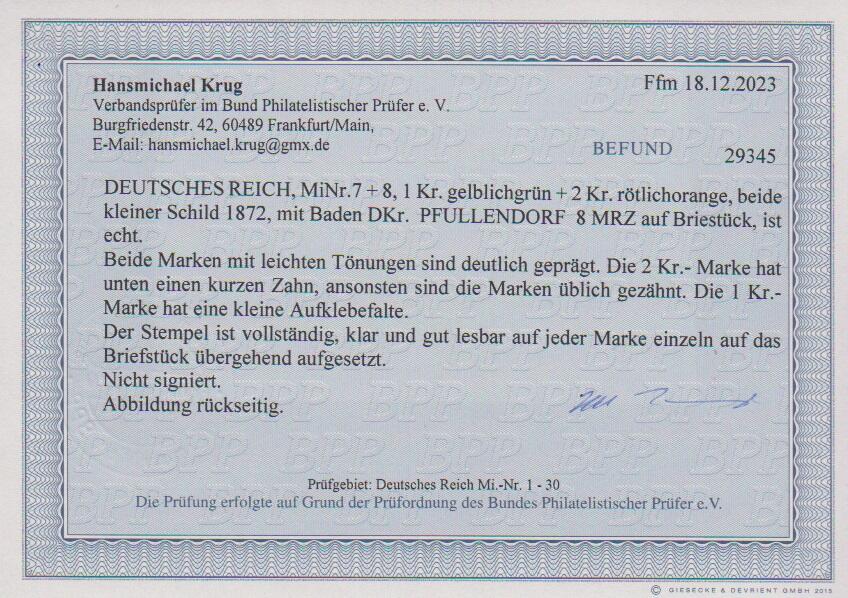 Hansmichael Krug
Ffm 18.12.2023
Verbandsprüfer im Bund Philatelistischer Prüfer e. V.
Burgfriedenstr. 42, 60489 Frankfurt/Main,
E-Mail: hansmichael.krug@gmx.de
BEFUND
29345
DEUTSCHES REICH, MiNr.7 + 8, 1 Kr. gelblichgrün + 2 Kr. rötlichorange, beide
kleiner Schild 1872, mit Baden DKr. PFULLENDORF 8 MRZ auf Briestück, ist
echt.
Beide Marken mit leichten Tönungen sind deutlich geprägt. Die 2 Kr.- Marke hat
unten einen kurzen Zahn, ansonsten sind die Marken üblich gezähnt. Die 1 Kr.-
Marke hat eine kleine Aufklebefalte.
Der Stempel ist vollständig, klar und gut lesbar auf jeder Marke einzeln auf das
Briefstück übergehend aufgesetzt.
Nicht signiert.
Abbildung rückseitig.
Prüfgebiet: Deutsches Reich Mi.-Nr. 1 - 30
Die Prüfung erfolgte auf Grund der Prüfordnung des Bundes Philatelistischer Prüfer e.V.
© GIESECKE & DEVRIENT GMBH 2015